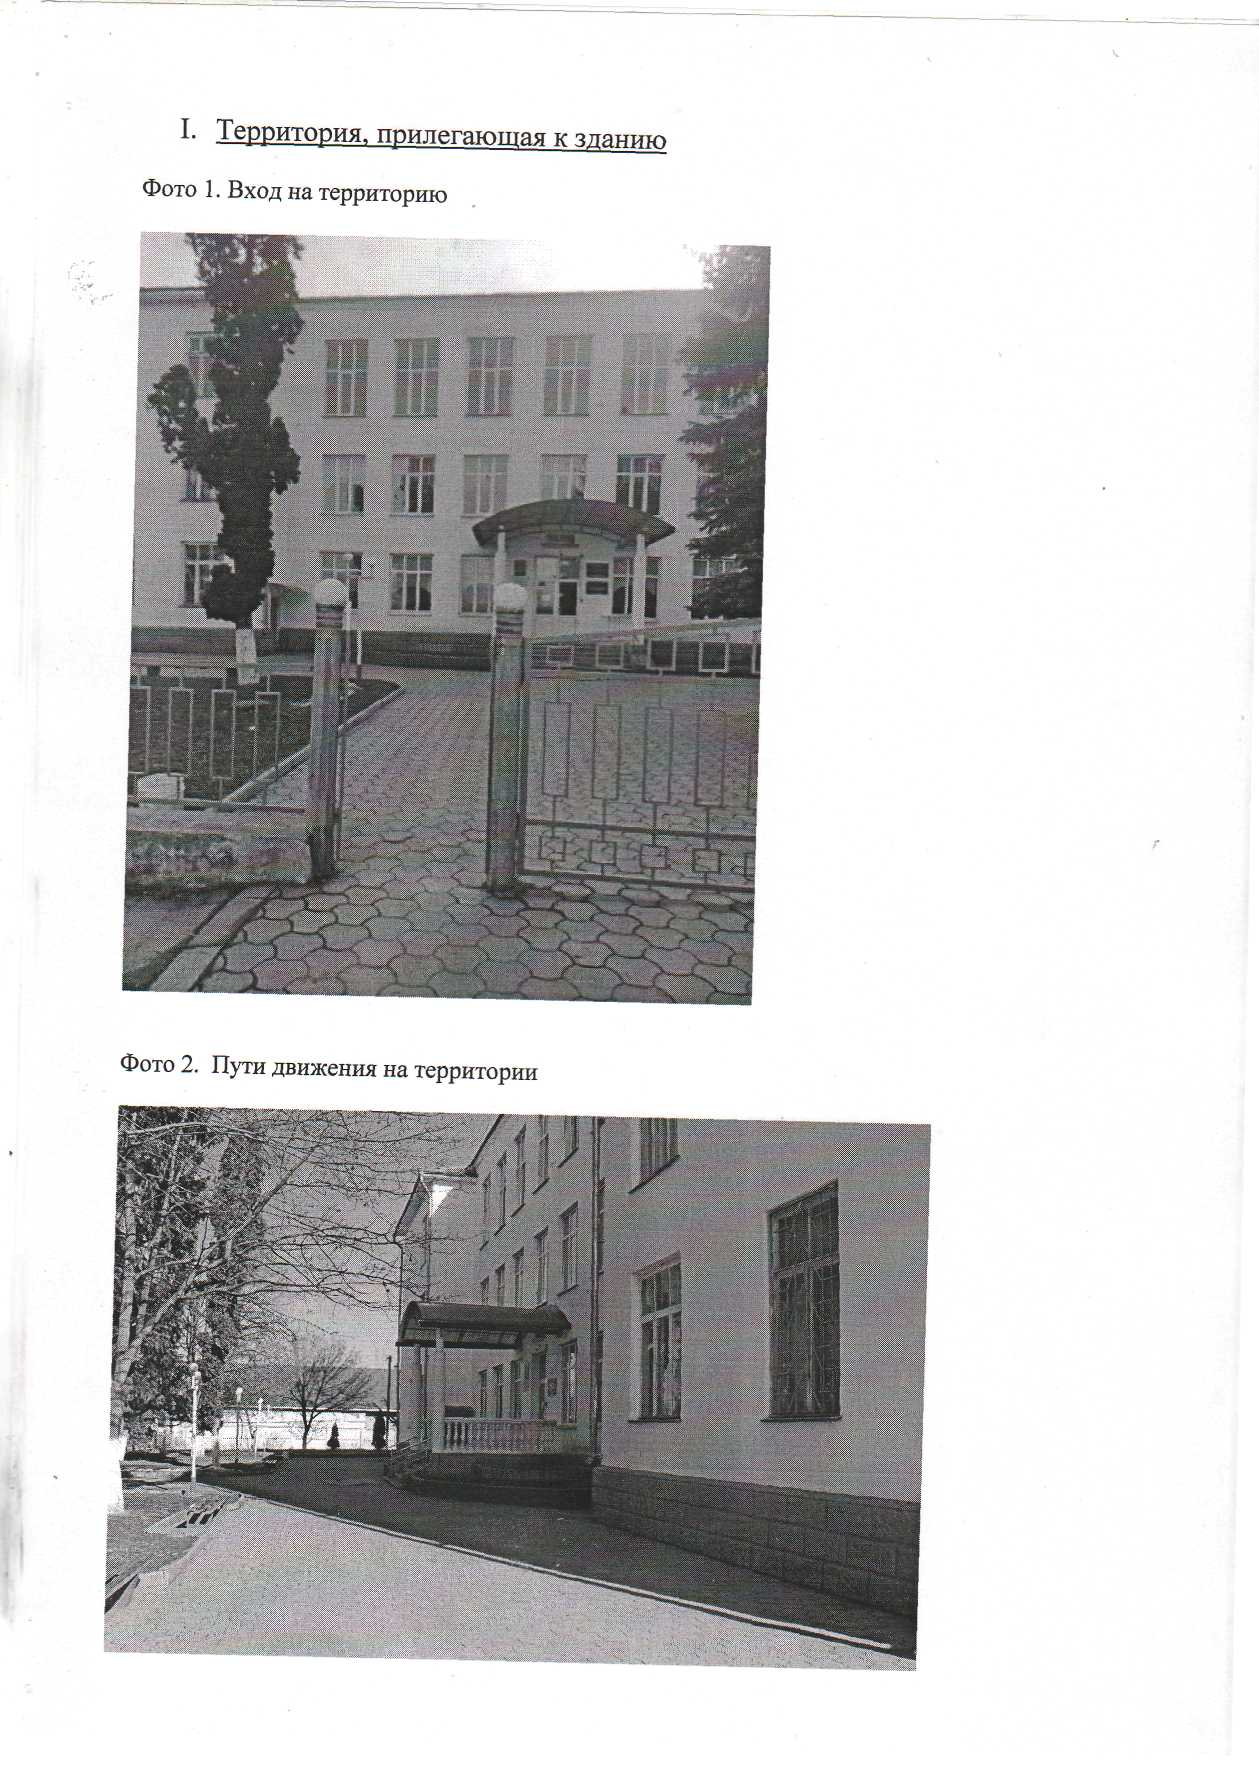 I. Территория, прилегающая к зданию
Фото 1. Вход на территорию
Фото 2. Пути движения на территории